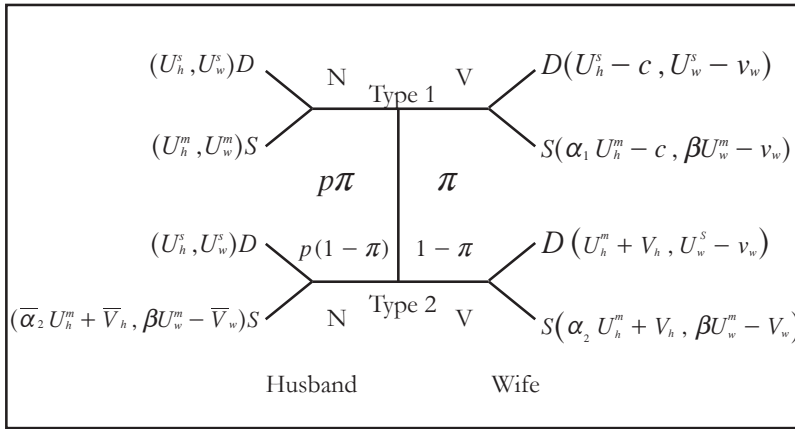 (U_h^s, U_w^s)D N V D(U_h^s − c, U_w^s − v_w)
Type 1
(U_h^m, U_w^m)S S(α_1 U_h^m − c, βU_w^m − v_w)
pπ π
(U_h^s, U_w^s)D p(1 − π) 1 − π D(U_h^m + V_h, U_w^S − v_w)
Type 2
(ᾱ_2 U_h^m + V̄_h, βU_w^m − V̄_w)S N V S(α_2 U_h^m + V_h, βU_w^m − V_w)
Husband Wife